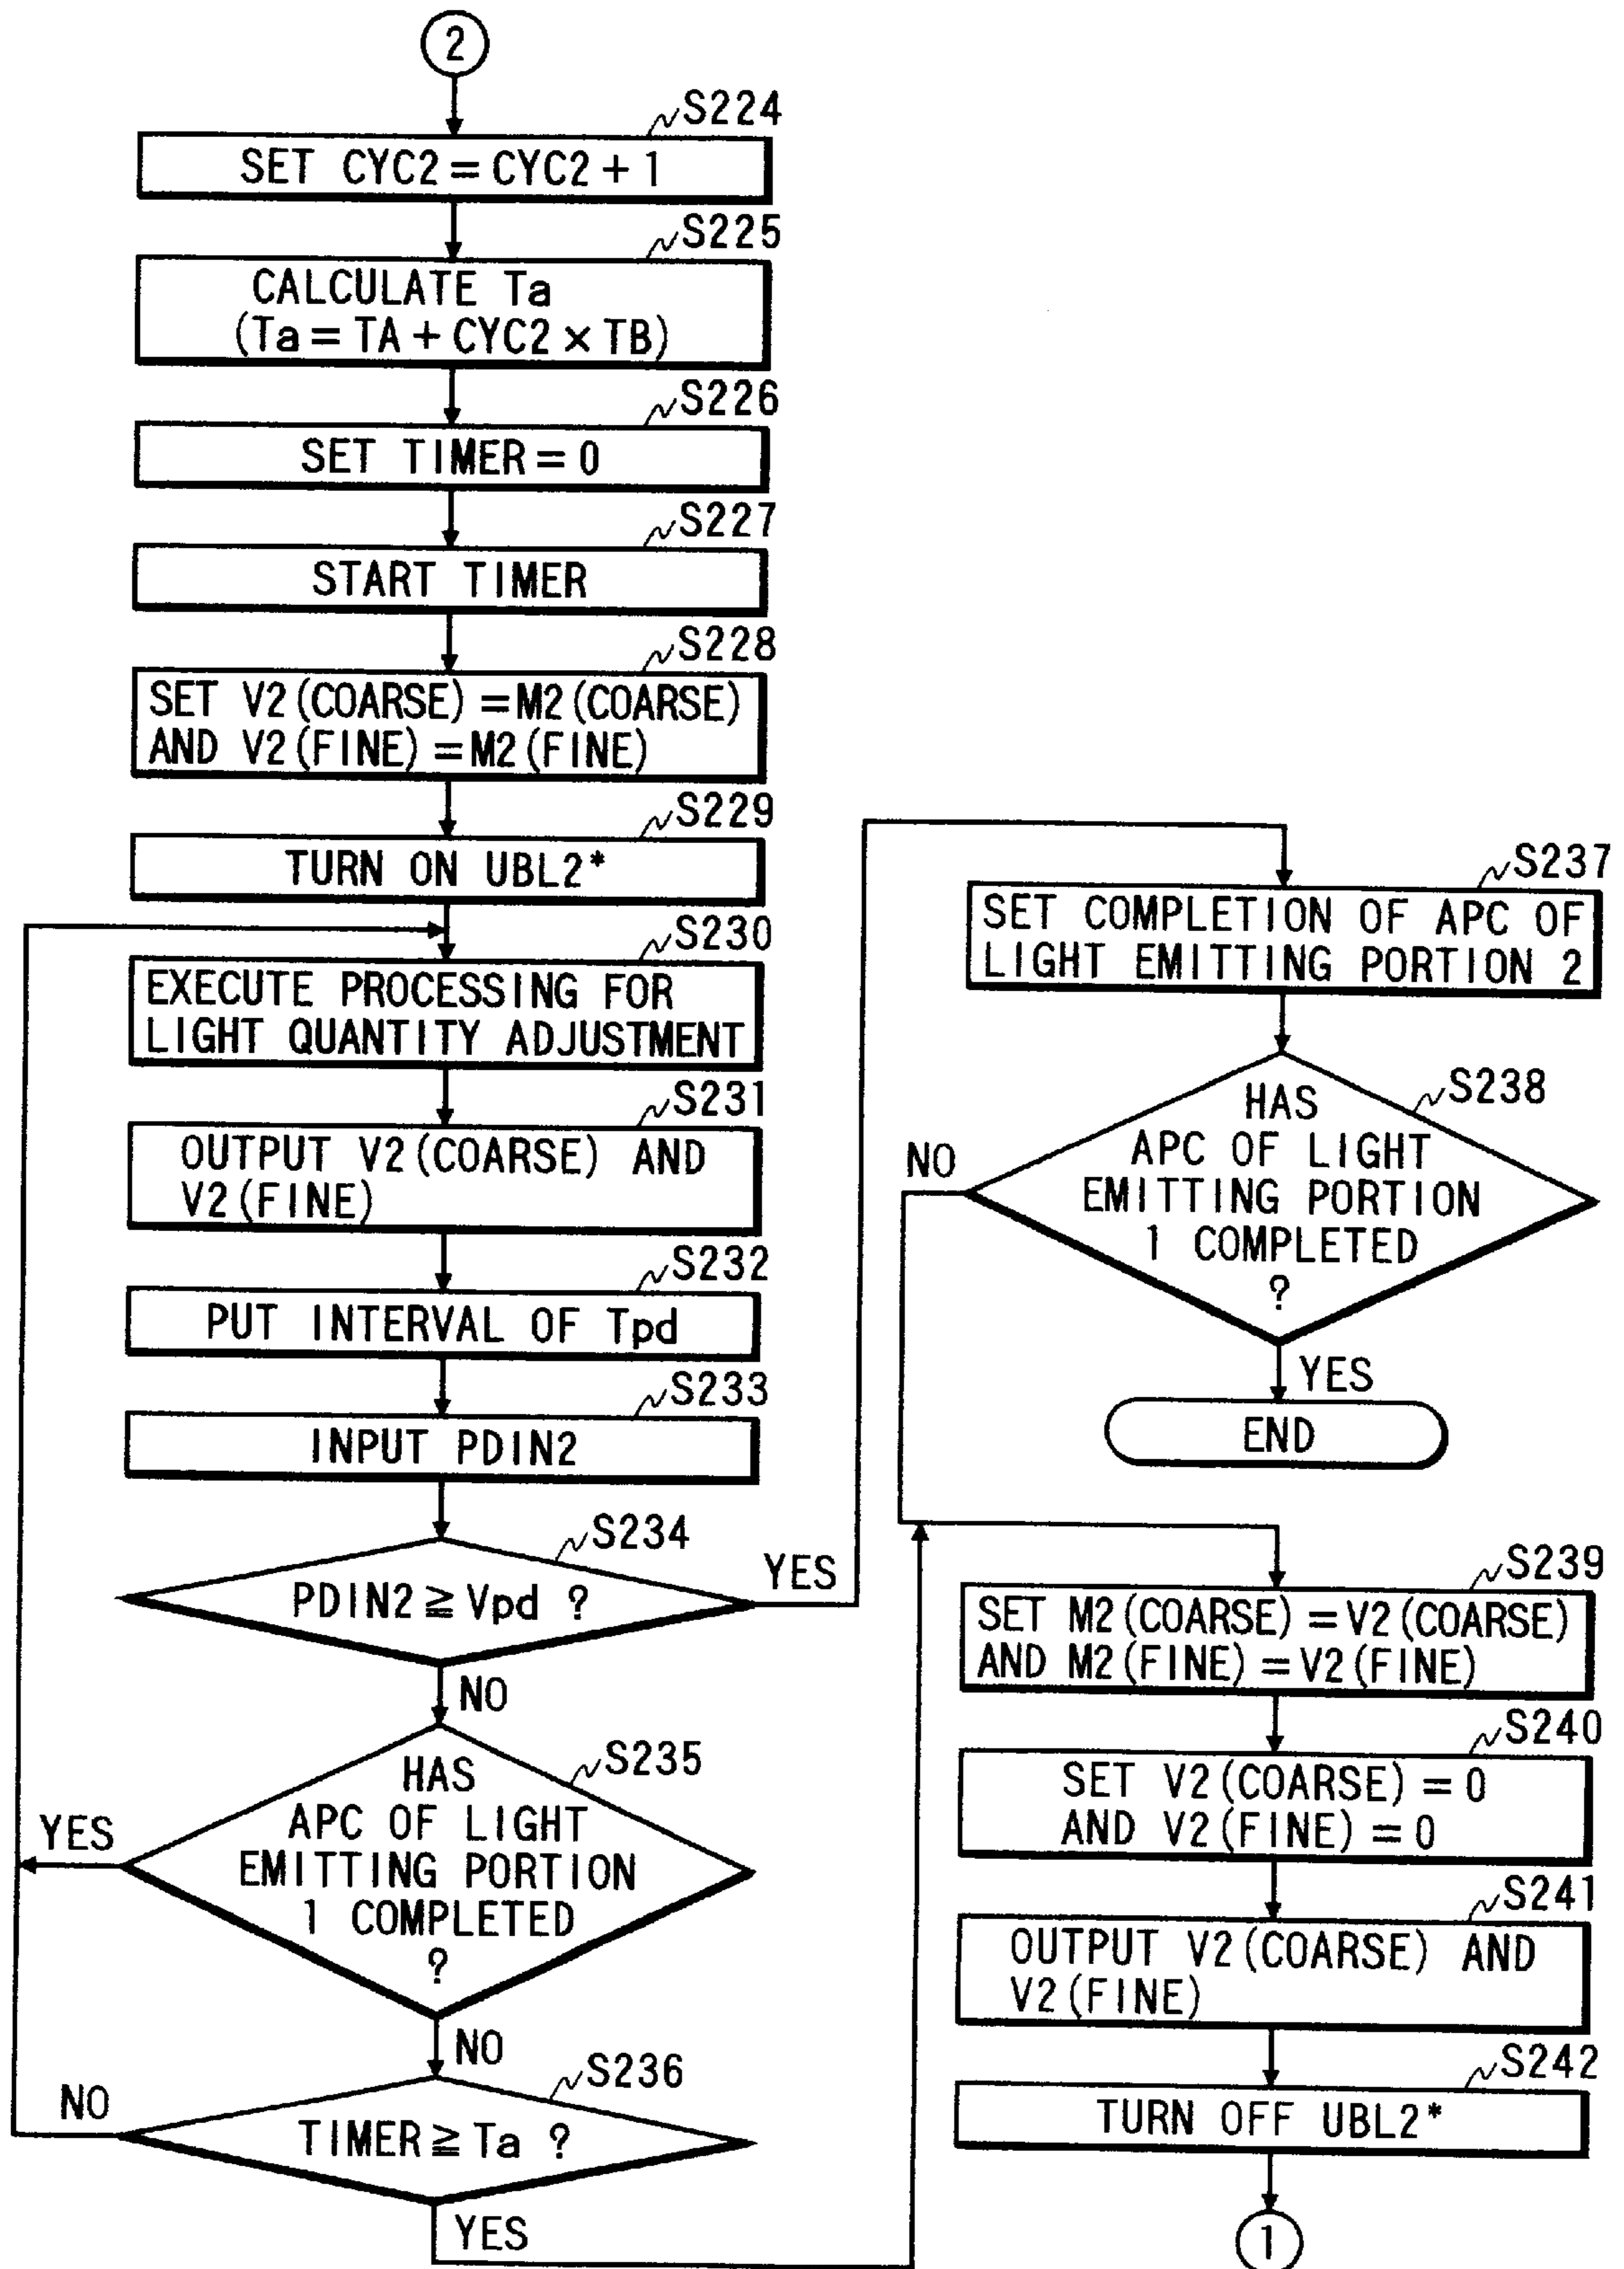 2
S224
SET CYC2 = CYC2 + 1
S225
CALCULATE Ta
(Ta = TA + CYC2 × TB)
S226
SET TIMER = 0
S227
START TIMER
S228
SET V2(COARSE) = M2(COARSE)
AND V2(FINE) = M2(FINE)
S229
TURN ON UBL2*
S230
EXECUTE PROCESSING FOR
LIGHT QUANTITY ADJUSTMENT
S231
OUTPUT V2(COARSE) AND
V2(FINE)
S232
PUT INTERVAL OF Tpd
S233
INPUT PDIN2
S234
PDIN2 ≧ Vpd ?
YES
NO
S235
HAS
APC OF LIGHT
EMITTING PORTION
1 COMPLETED
?
YES
NO
S236
TIMER ≧ Ta ?
NO
YES
S237
SET COMPLETION OF APC OF
LIGHT EMITTING PORTION 2
S238
HAS
APC OF LIGHT
EMITTING PORTION
1 COMPLETED
?
NO
YES
END
S239
SET M2(COARSE) = V2(COARSE)
AND M2(FINE) = V2(FINE)
S240
SET V2(COARSE) = 0
AND V2(FINE) = 0
S241
OUTPUT V2(COARSE) AND
V2(FINE)
S242
TURN OFF UBL2*
1